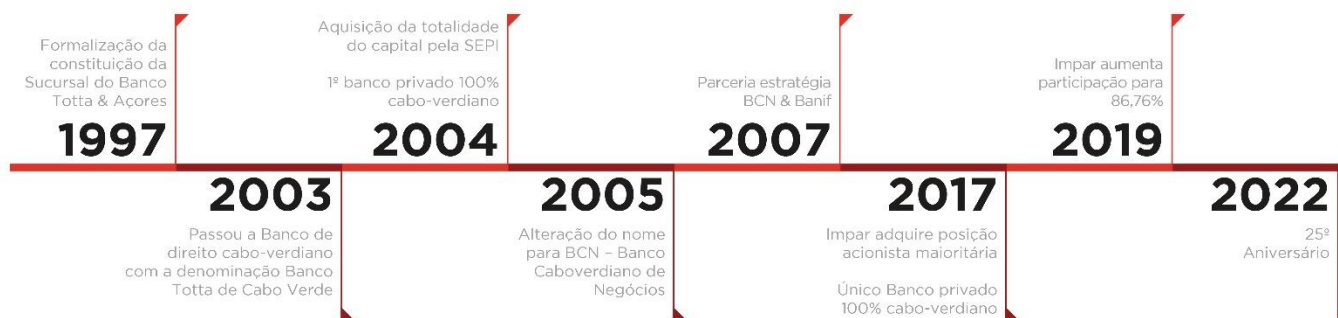 Formalização da
constituição da
Sucursal do Banco
Totta & Açores
1997
Passou a Banco de
direito cabo-verdiano
com a denominação Banco
Totta de Cabo Verde
2003
Aquisição da totalidade
do capital pela SEPI
1º banco privado 100%
cabo-verdiano
2004
2005
Alteração do nome
para BCN – Banco
Caboverdiano de
Negócios
Parceria estratégia
BCN & Banif
2007
2017
Impar adquire posição
acionista maioritária
Único Banco privado
100% cabo-verdiano
Impar aumenta
participação para
86,76%
2019
2022
25º
Aniversário